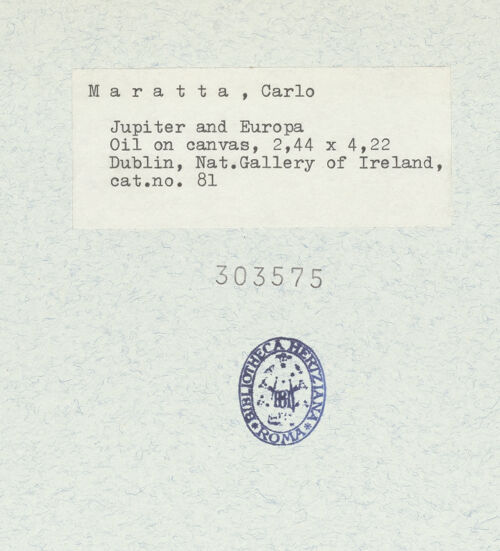 M a r a t t a , Carlo
Jupiter and Europa
Oil on canvas, 2,44 x 4,22
Dublin, Nat.Gallery of Ireland,
cat.no. 81
303575
BIBLIOTHECA HERTZIANA
* ROMA *